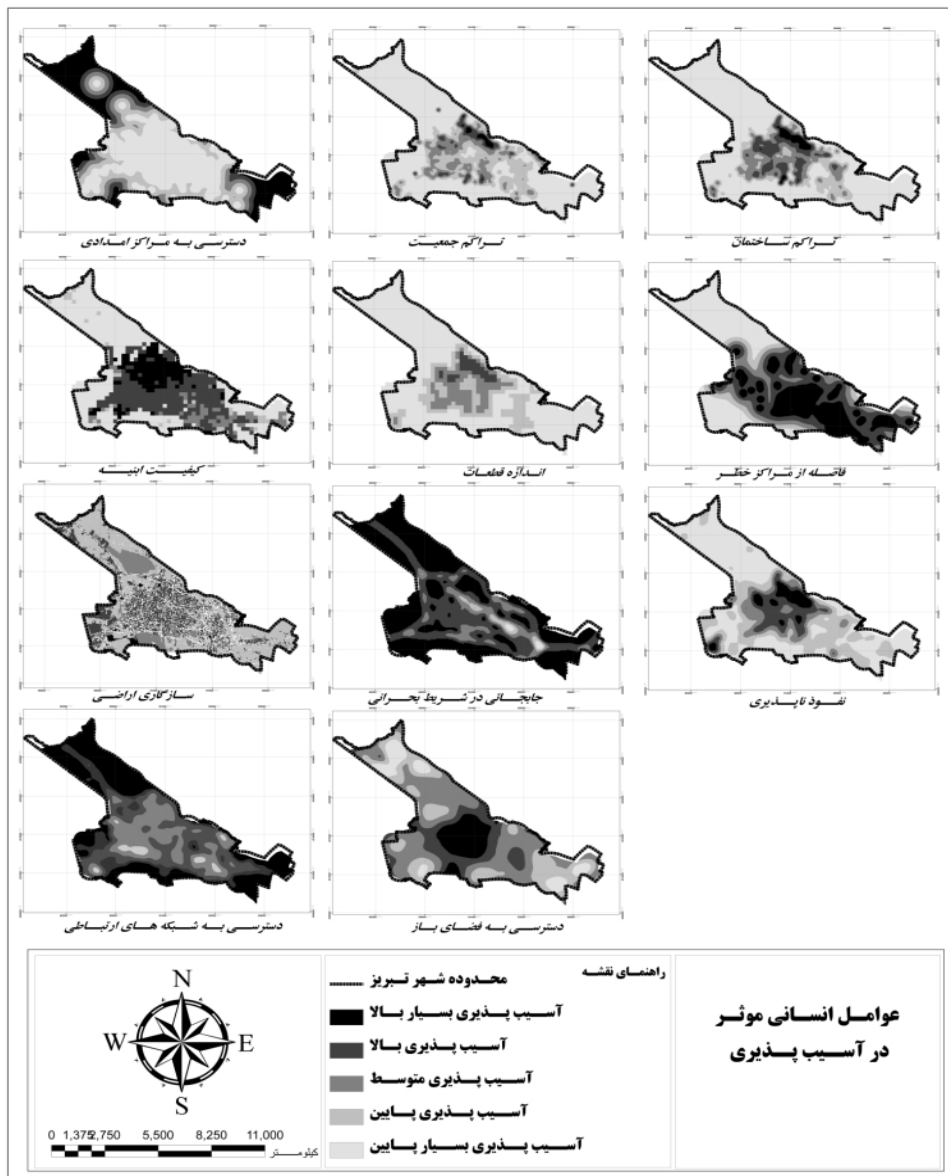 تراکم ساختمان
تراکم جمعیت
دسترسی به مراکز امدادی
فاصله از مراکز خطر
اندازه قطعات
کیفیت ابنیه
نفوذ ناپذیری
جابجائی در شریط بحرانی
سازگاری اراضی
دسترسی به فضای باز
دسترسی به شبکه های ارتباطی
عوامل انسانی موثر
در آسیب پذیری
راهنمای نقشه
محدوده شهر تبریز
آسیب پذیری بسیار بالا
آسیب پذیری بالا
آسیب پذیری متوسط
آسیب پذیری پایین
آسیب پذیری بسیار پایین
N
W E
S
0 1,375 2,750 5,500 8,250 11,000
کیلومتر